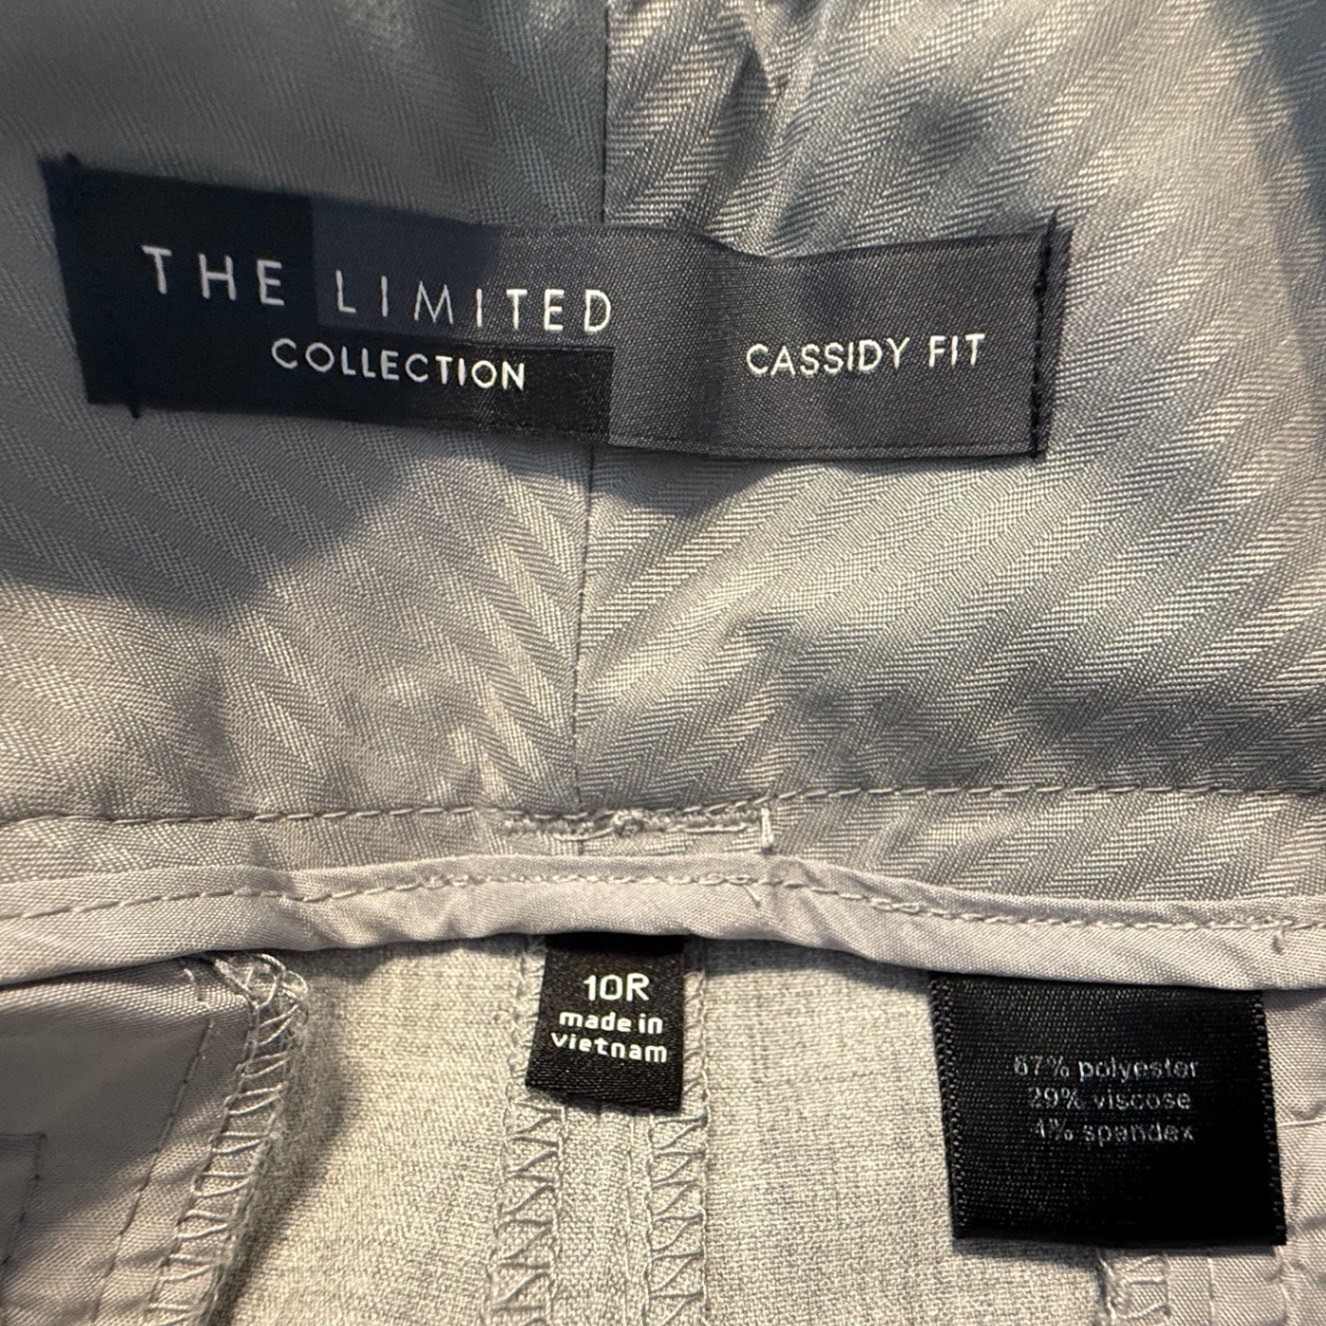 THE LIMITED
COLLECTION
CASSIDY FIT
10R
made in
vietnam
67% polyester
29% viscose
4% spandex